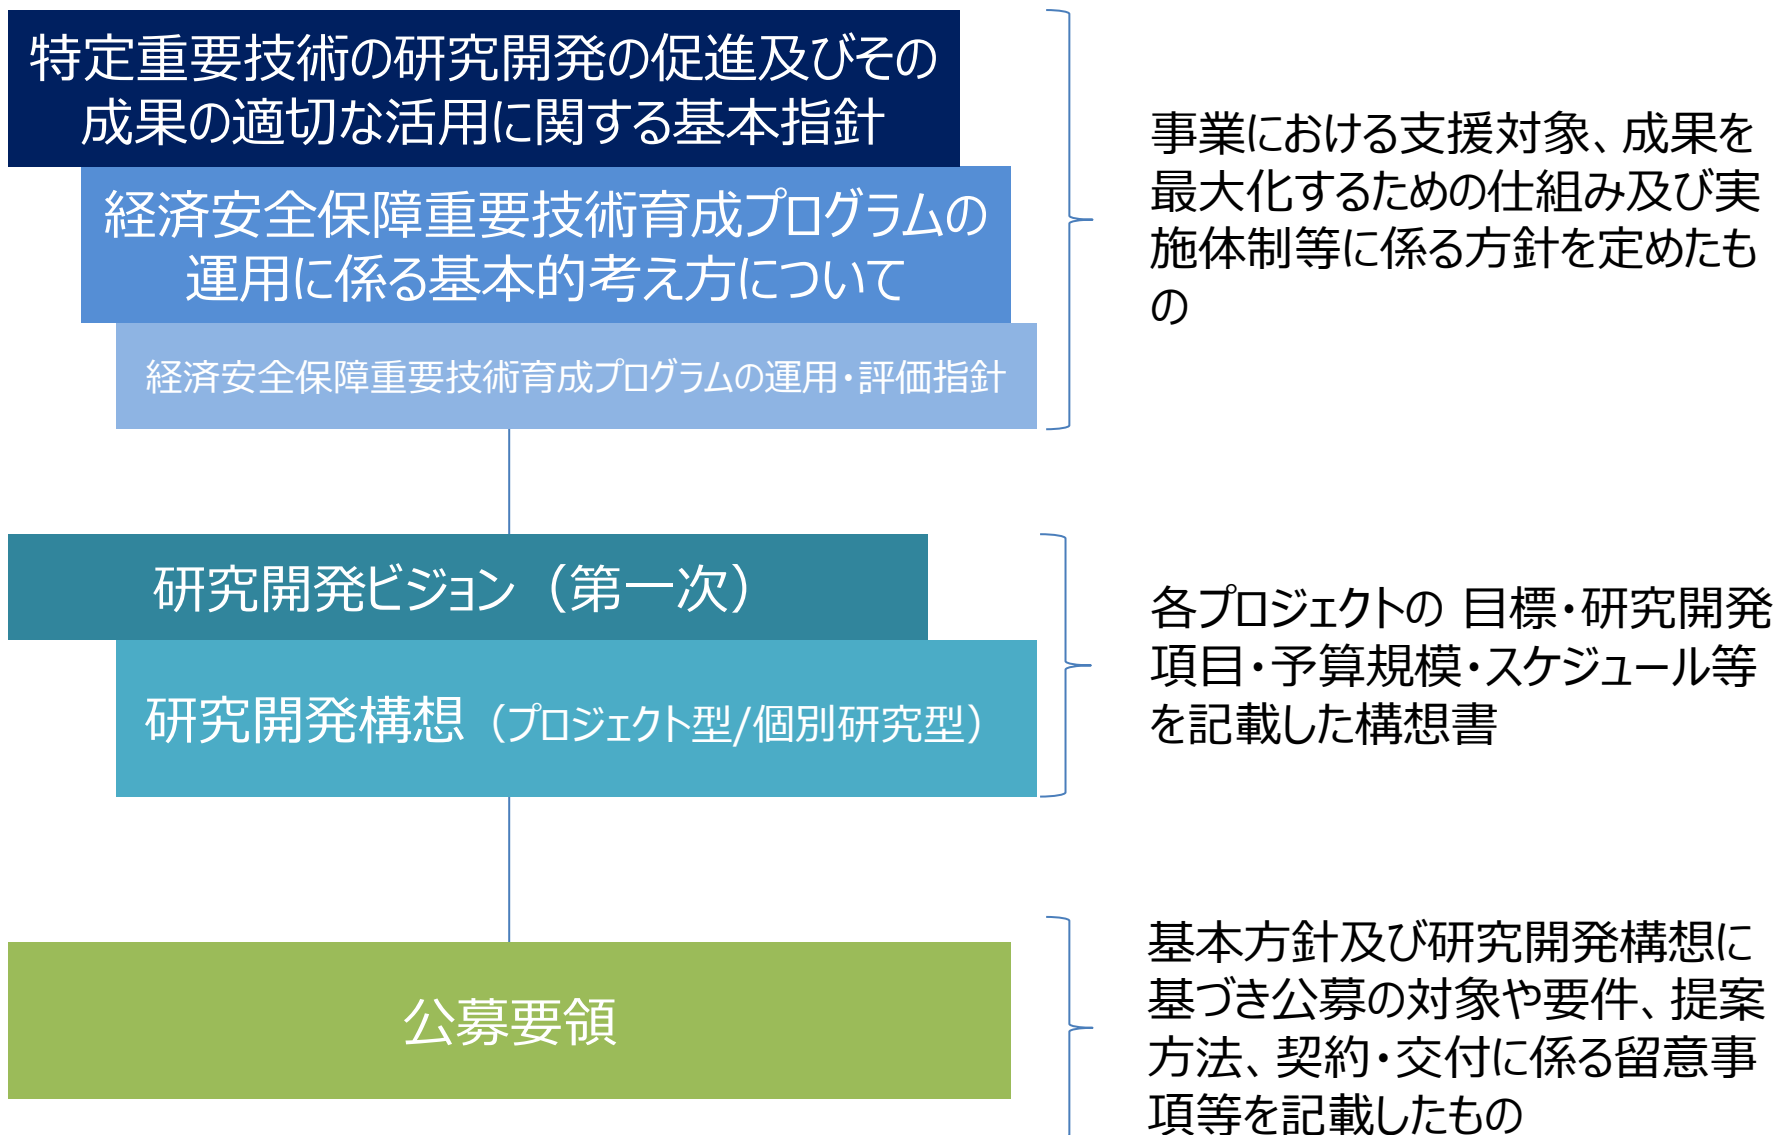 特定重要技術の研究開発の促進及びその
成果の適切な活用に関する基本指針
経済安全保障重要技術育成プログラムの
運用に係る基本的考え方について
経済安全保障重要技術育成プログラムの運用・評価指針
事業における支援対象、成果を
最大化するための仕組み及び実
施体制等に係る方針を定めたも
の
研究開発ビジョン（第一次）
研究開発構想（プロジェクト型/個別研究型）
各プロジェクトの 目標・研究開発
項目・予算規模・スケジュール等
を記載した構想書
公募要領
基本方針及び研究開発構想に
基づき公募の対象や要件、提案
方法、契約・交付に係る留意事
項等を記載したもの